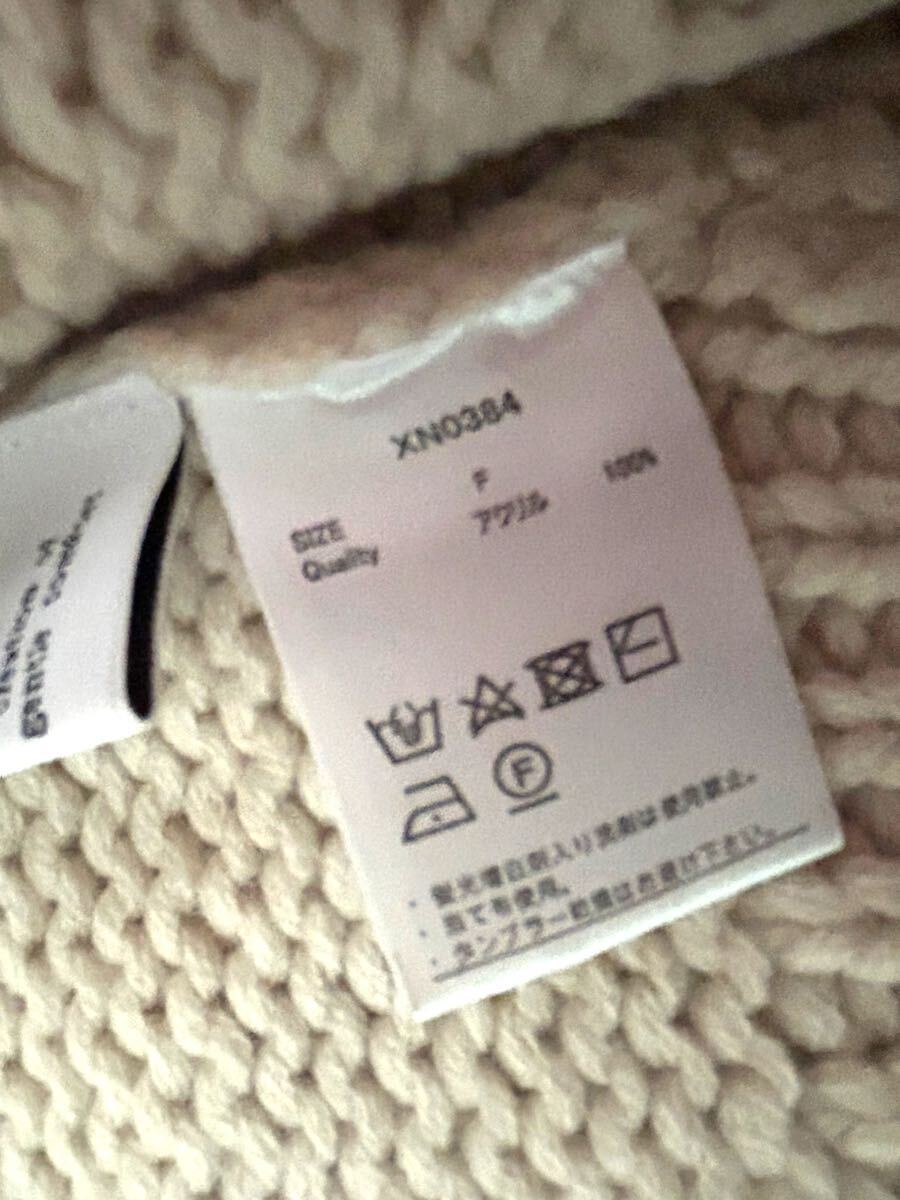 XN0384
SIZE F
Quality アクリル 100%
F
・蛍光増白剤入り洗剤は使用禁止。
・当て布使用。
・タンブラー乾燥はお避け下さい。
gentle comfort